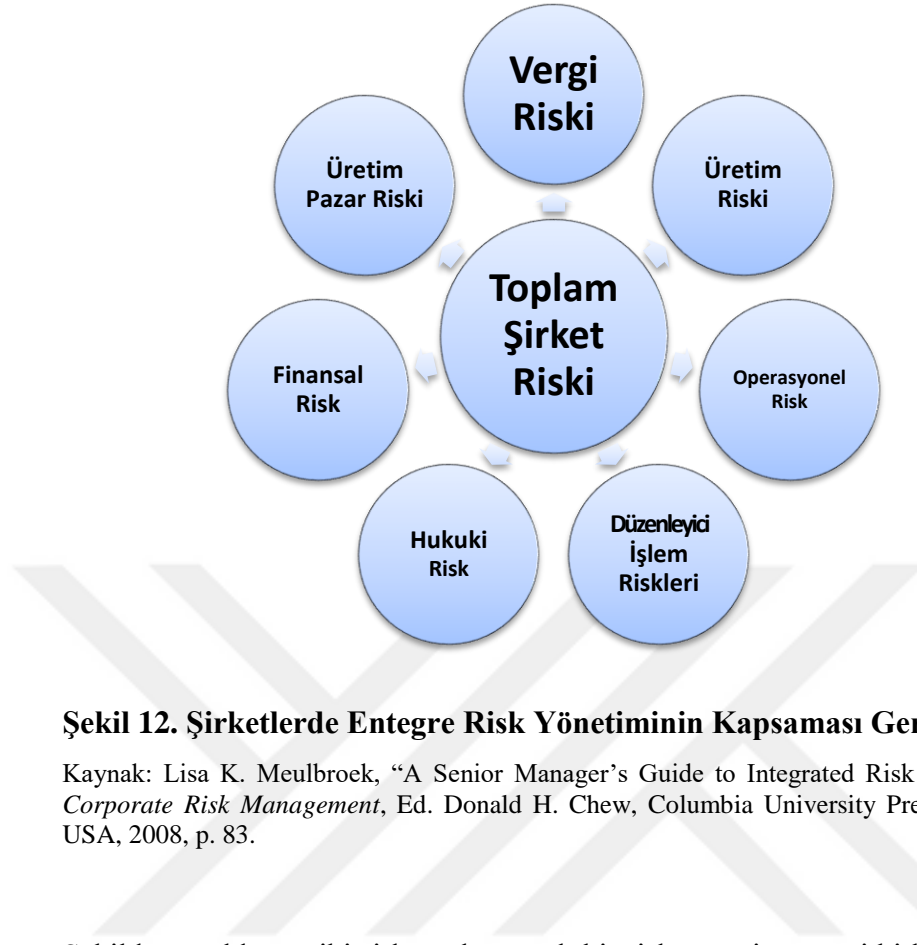 Vergi
Riski
Üretim
Pazar Riski
Üretim
Riski
Toplam
Şirket
Riski
Finansal
Risk
Operasyonel
Risk
Hukuki
Risk
Düzenleyici
İşlem
Riskleri
Şekil 12. Şirketlerde Entegre Risk Yönetiminin Kapsaması
Kaynak: Lisa K. Meulbroek, “A Senior Manager’s Guide to Integrated Risk
Corporate Risk Management, Ed. Donald H. Chew, Columbia University
USA, 2008, p. 83.